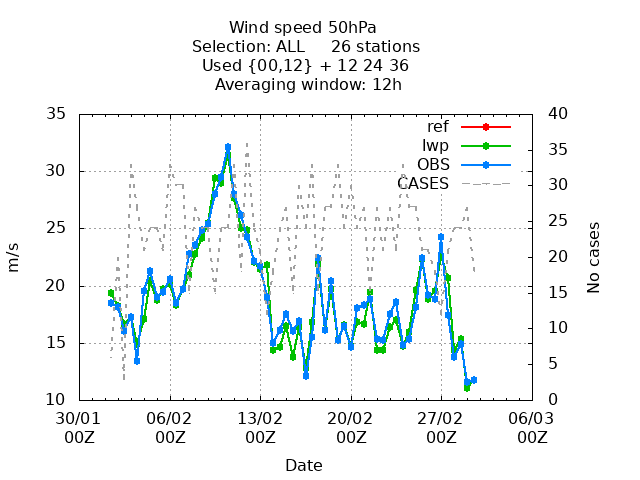 Wind speed 50hPa
Selection: ALL 26 stations
Used {00,12} + 12 24 36
Averaging window: 12h
35 40
ref 35
lwp
30 OBS 30
CASES
25 25
m/s 20 No cases
20 15
15 10
5
10 0
30/01 06/02 13/02 20/02 27/02 06/03
00Z 00Z 00Z 00Z 00Z 00Z
Date